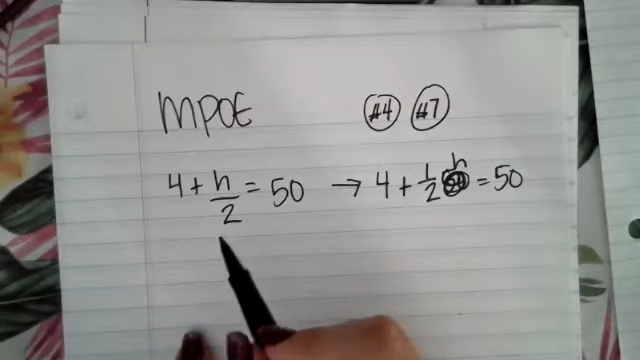 MPOE #4 #7
4 + h/2 = 50 → 4 + 1/2 h = 50